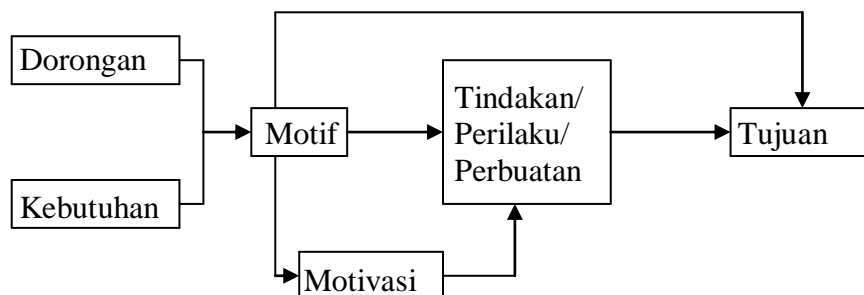 Dorongan
Kebutuhan
Motif
Motivasi
Tindakan/
Perilaku/
Perbuatan
Tujuan